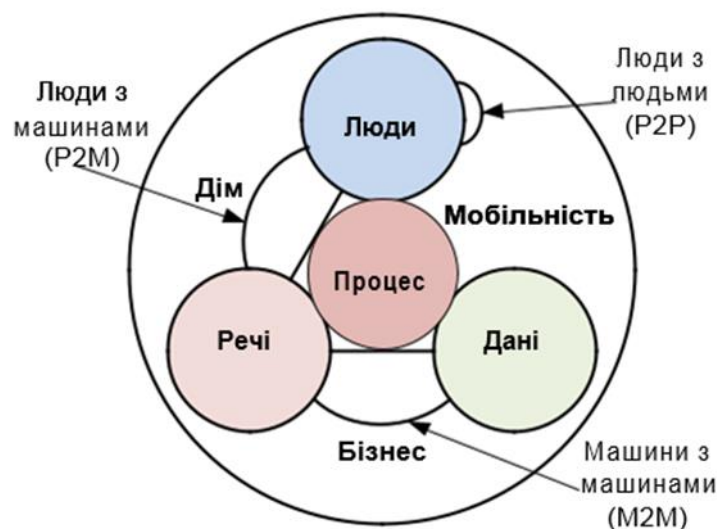 Люди з
машинами
(P2M)
Люди з
людьми
(P2P)
Люди
Дім
Мобільність
Процес
Речі
Дані
Бізнес
Машини з
машинами
(M2M)